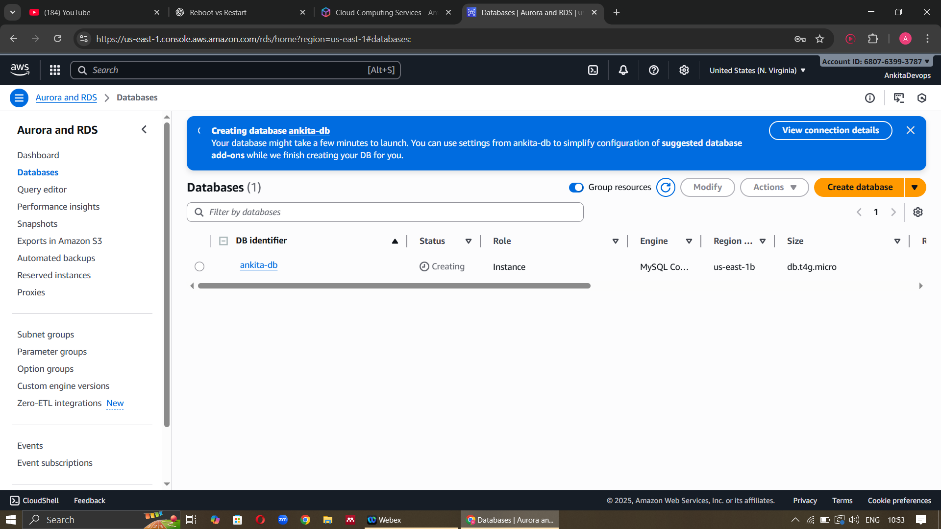 (184) YouTube
Reboot vs Restart
Cloud Computing Services - Am
Databases | Aurora and RDS | us
https://us-east-1.console.aws.amazon.com/rds/home?region=us-east-1#databases:
A
aws
Search [Alt+S]
United States (N. Virginia)
Account ID: 6807-6399-3787
AnkitaDevops
Aurora and RDS
Databases
Aurora and RDS
Dashboard
Databases
Query editor
Performance insights
Snapshots
Exports in Amazon S3
Automated backups
Reserved instances
Proxies
Subnet groups
Parameter groups
Option groups
Custom engine versions
Zero-ETL integrations New
Events
Event subscriptions
Creating database ankita-db
Your database might take a few minutes to launch. You can use settings from ankita-db to simplify configuration of suggested database
add-ons while we finish creating your DB for you.
View connection details
Databases (1)
Group resources
Modify
Actions
Create database
Filter by databases
1
DB identifier Status Role Engine Region ... Size R
ankita-db Creating Instance MySQL Co... us-east-1b db.t4g.micro
CloudShell Feedback © 2025, Amazon Web Services, Inc. or its affiliates. Privacy Terms Cookie preferences
Search
Webex
Databases | Aurora an...
ENG 10:53